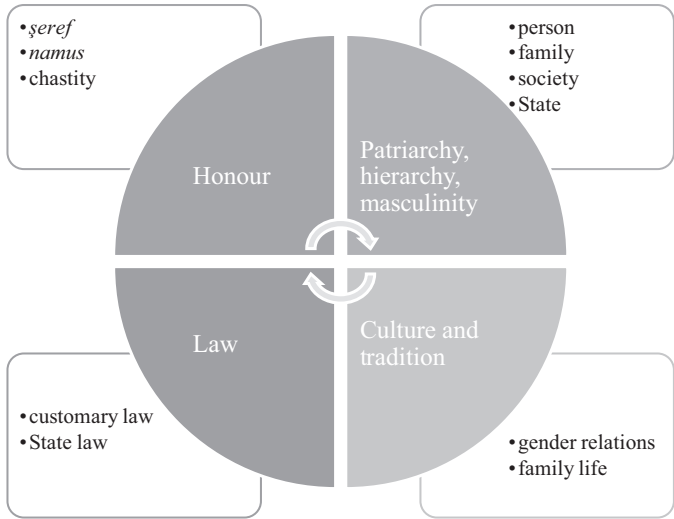 • şeref
• namus
• chastity
• person
• family
• society
• State
Honour
Patriarchy,
hierarchy,
masculinity
Law
Culture and
tradition
• customary law
• State law
• gender relations
• family life